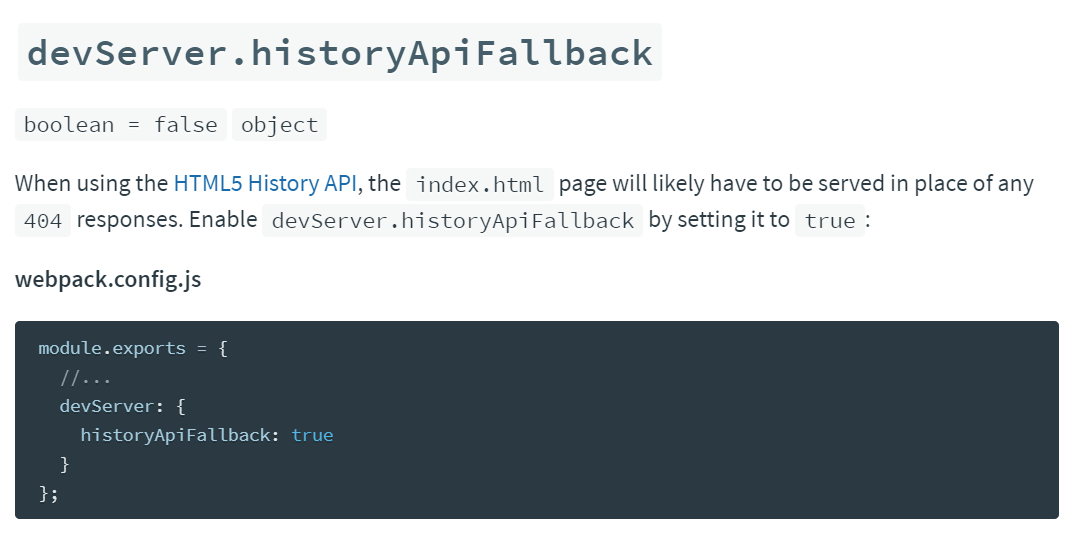 devServer.historyApiFallback
boolean = false object
When using the HTML5 History API, the index.html page will likely have to be served in place of any
404 responses. Enable devServer.historyApiFallback by setting it to true :
webpack.config.js
module.exports = {
  //...
  devServer: {
    historyApiFallback: true
  }
};